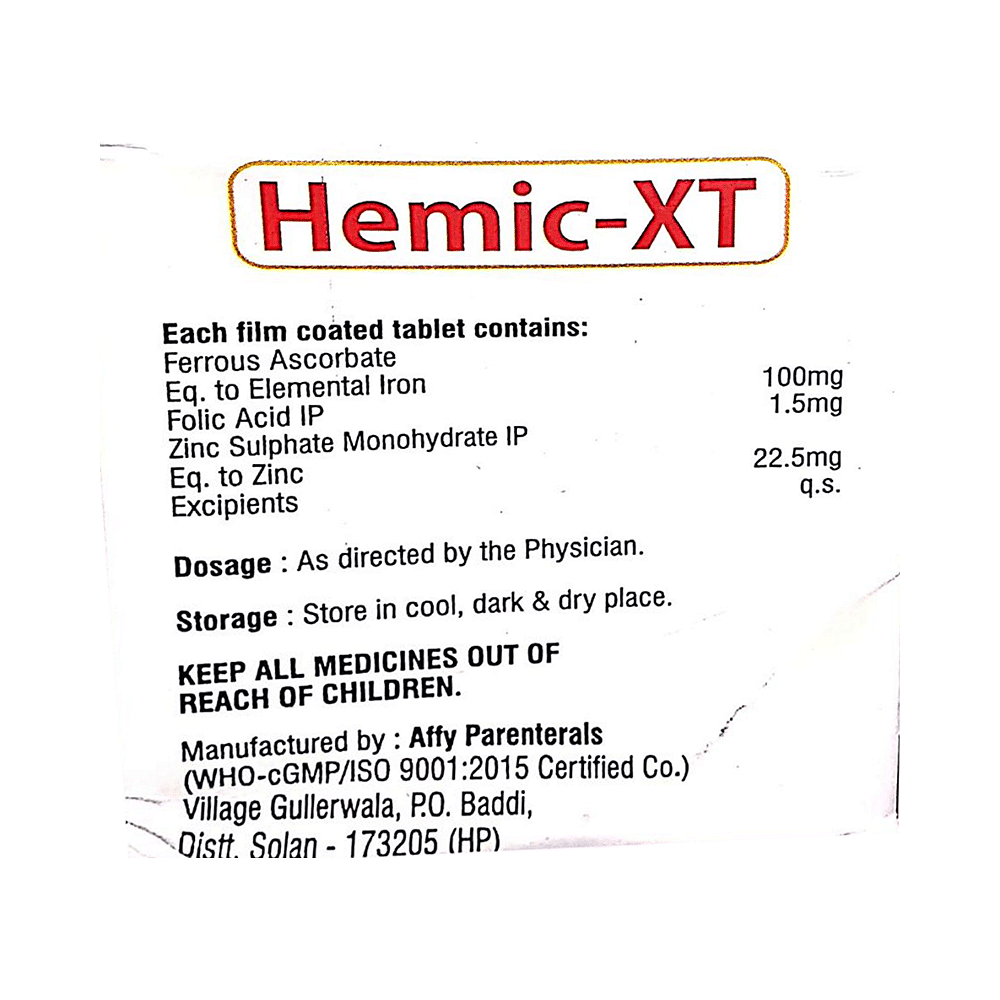 Hemic-XT
Each film coated tablet contains:
Ferrous Ascorbate
Eq. to Elemental Iron 100mg
Folic Acid IP 1.5mg
Zinc Sulphate Monohydrate IP
Eq. to Zinc 22.5mg
Excipients q.s.
Dosage : As directed by the Physician.
Storage : Store in cool, dark & dry place.
KEEP ALL MEDICINES OUT OF
REACH OF CHILDREN.
Manufactured by : Affy Parenterals
(WHO-cGMP/ISO 9001:2015 Certified Co.)
Village Gullerwala, P.O. Baddi,
Distt. Solan - 173205 (HP)